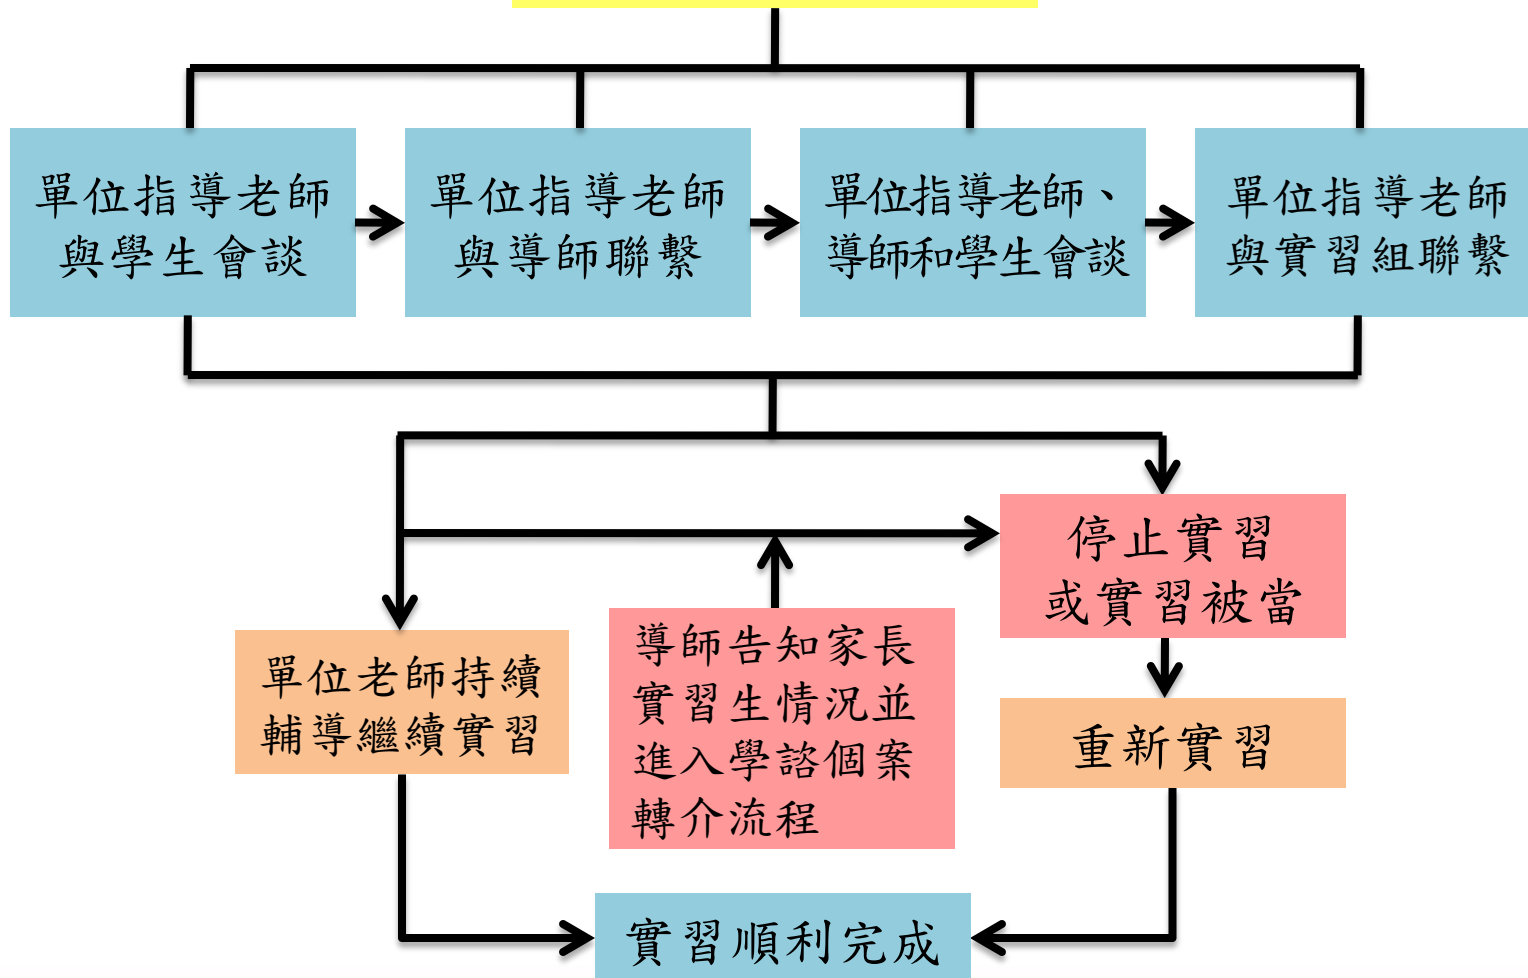 單位指導老師
與學生會談
單位指導老師
與導師聯繫
單位指導老師、
導師和學生會談
單位指導老師
與實習組聯繫
停止實習
或實習被當
導師告知家長
實習生情況並
進入學諮個案
轉介流程
單位老師持續
輔導繼續實習
重新實習
實習順利完成